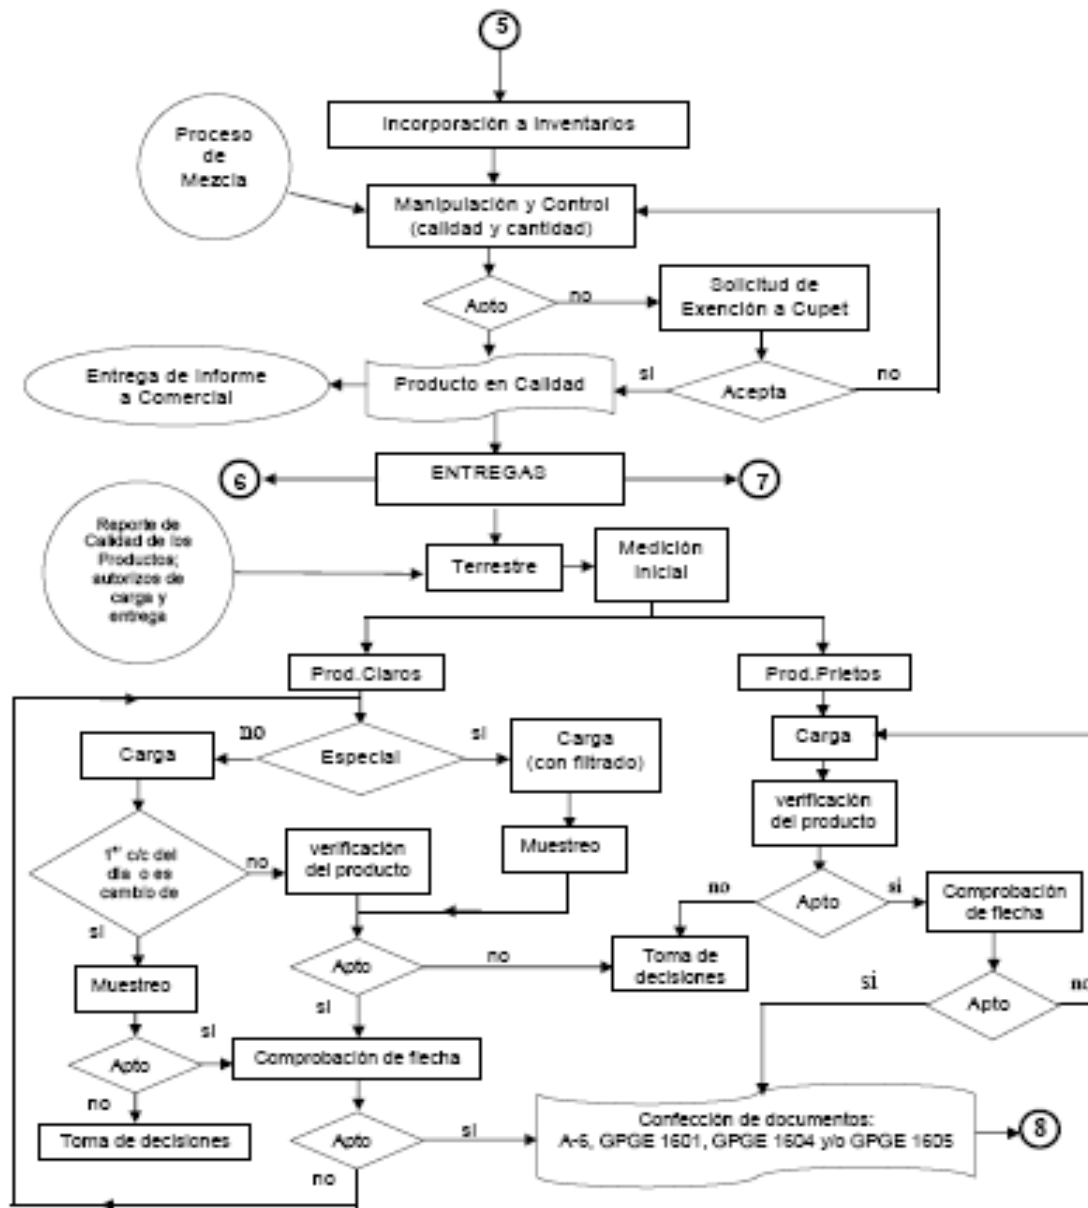 5
Incorporación a Inventarios
Proceso
de
Mezcla
Manipulación y Control
(calidad y cantidad)
Apto
no
Solicitud de
Exención a Cupet
Entrega de Informe
a Comercial
Producto en Calidad
si
Acepta
no
6
ENTREGAS
7
Reporte de
Calidad de los
Productos;
autorizos de
carga y
entrega
Terrestre
Medición
Inicial
Prod.Claros
Prod.Prietos
no
Especial
si
Carga
Carga
(con filtrado)
Carga
verificación
del producto
1er c/c del
día o es
cambio de
no
verificación
del producto
Muestreo
no
Apto
si
Comprobación
de flecha
si
Apto
no
Toma de
decisiones
Muestreo
si
si
Apto
no
Apto
si
Comprobación de flecha
no
Toma de decisiones
Apto
si
no
Confección de documentos:
A-6, GPGE 1601, GPGE 1604 y/o GPGE 1605
8